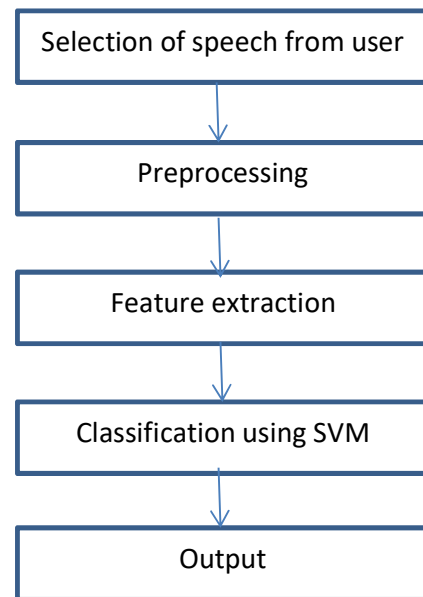 Selection of speech from user
Preprocessing
Feature extraction
Classification using SVM
Output